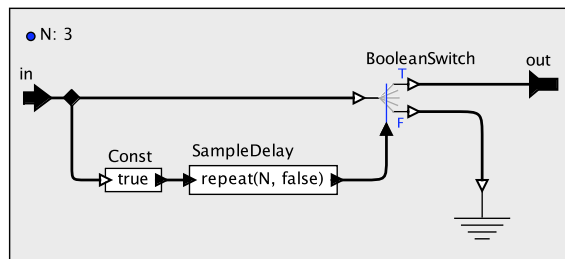 N: 3
in
BooleanSwitch
out
T
F
Const
true
SampleDelay
repeat(N, false)